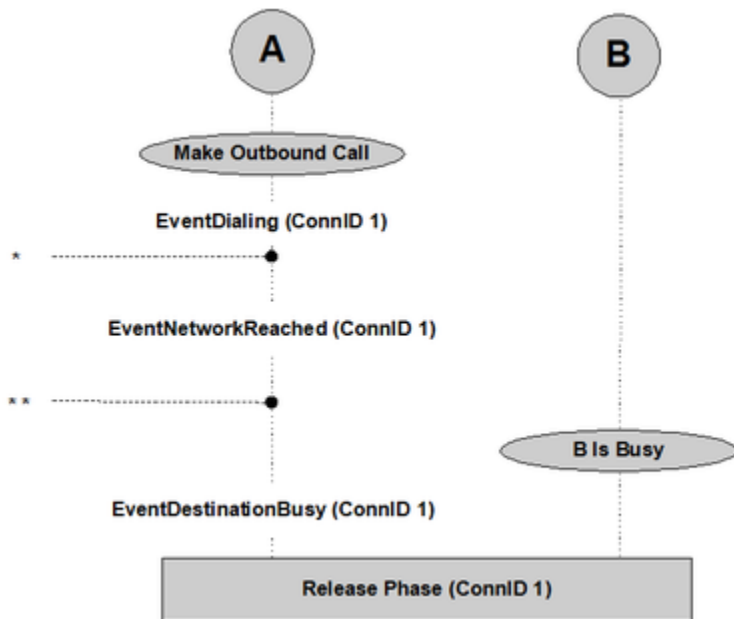 A
B
Make Outbound Call
EventDialing (ConnID 1)
*
EventNetworkReached (ConnID 1)
**
B Is Busy
EventDestinationBusy (ConnID 1)
Release Phase (ConnID 1)